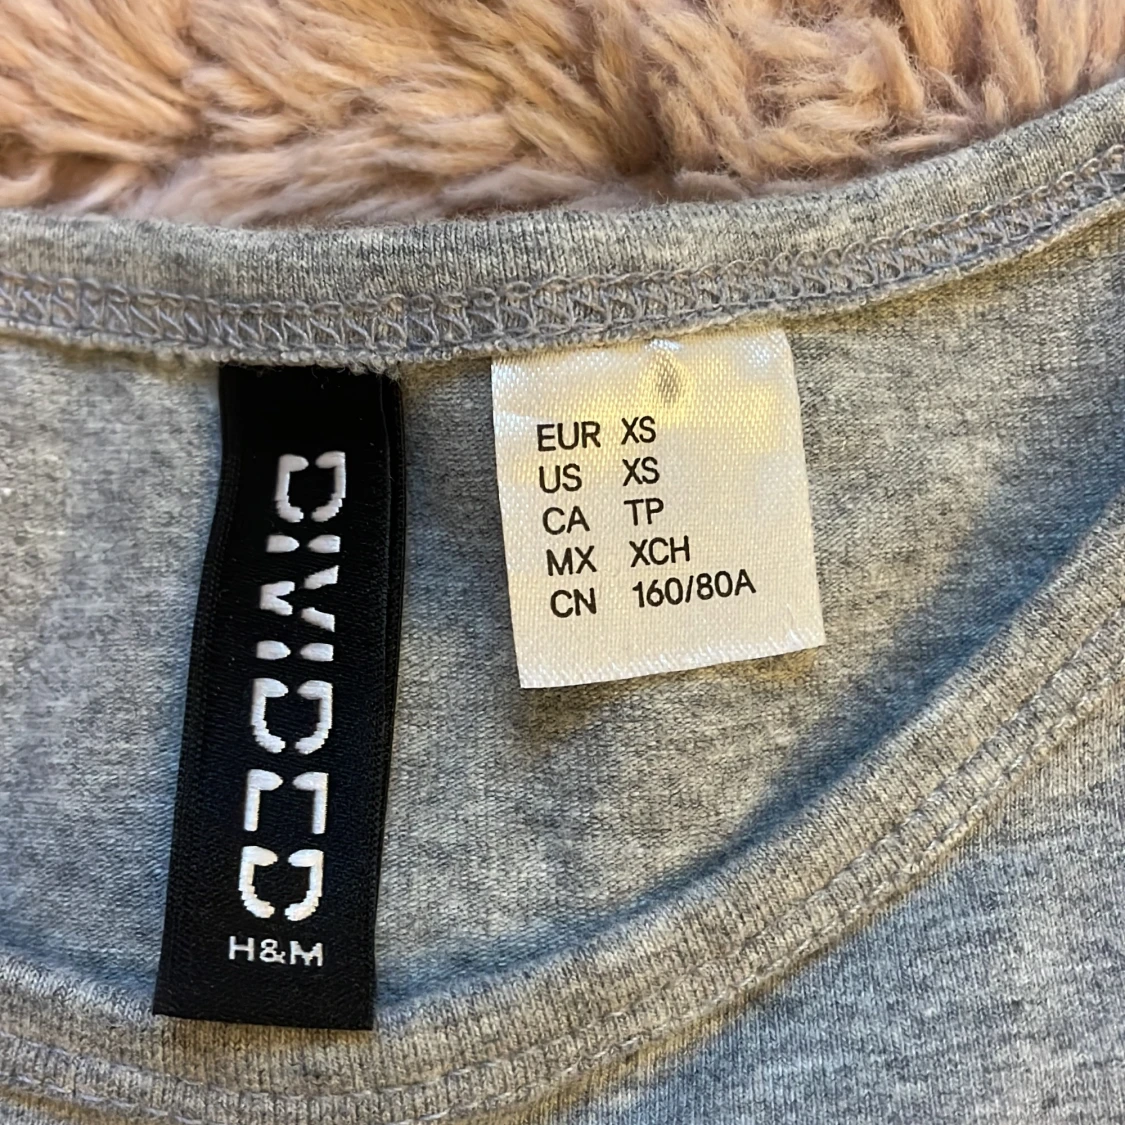 DIVIDED
H&M
EUR XS
US XS
CA TP
MX XCH
CN 160/80A